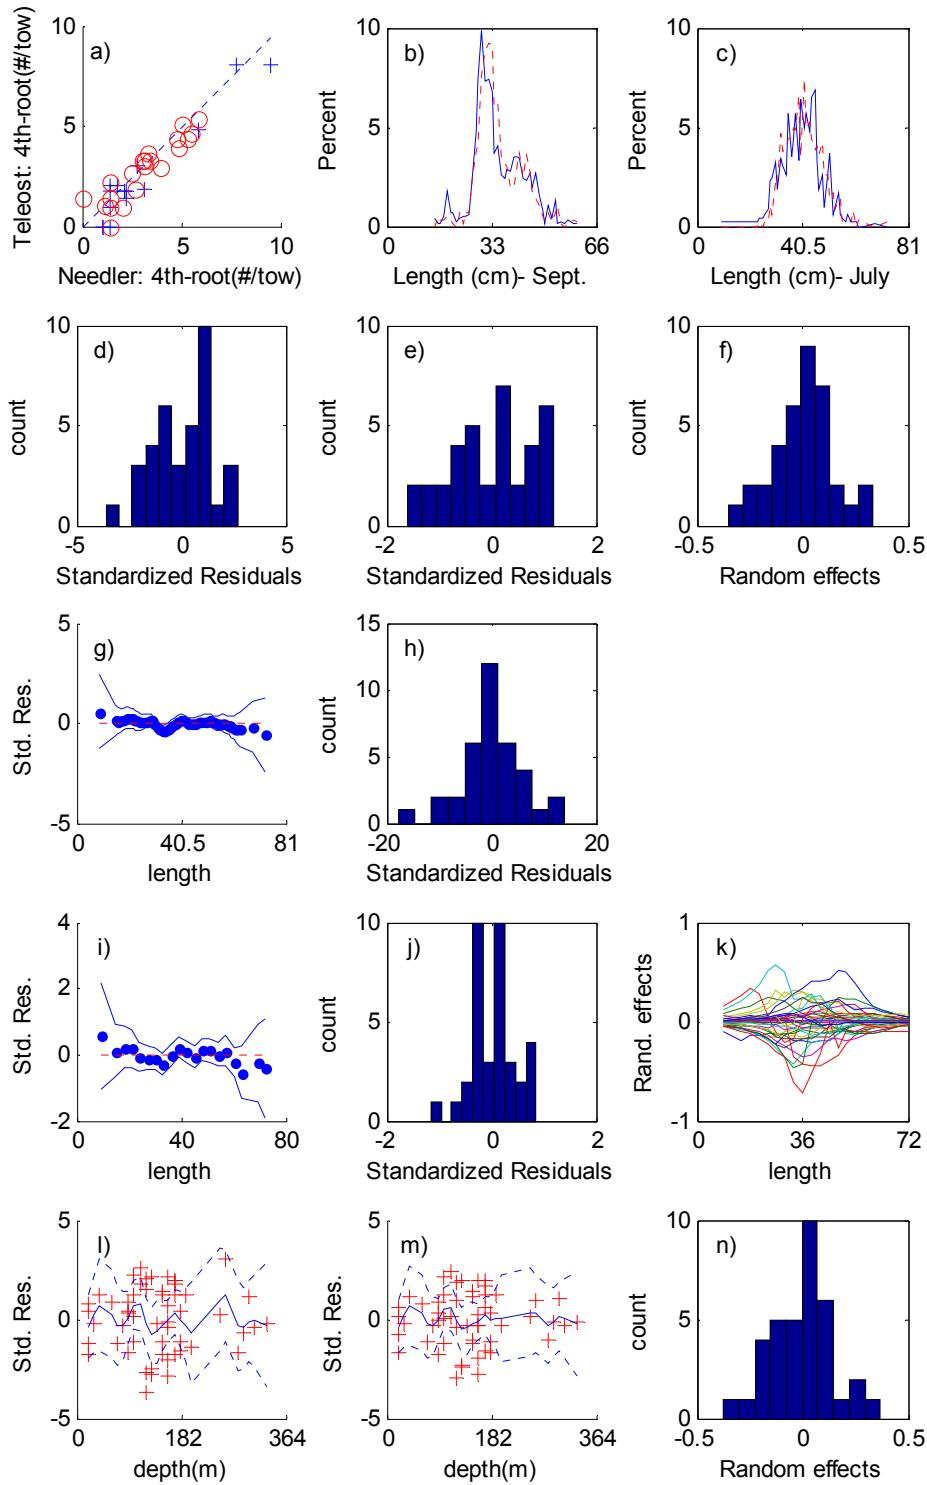 a)
10
5
0
0 5 10
Teleost: 4th-root(#/tow)
Needler: 4th-root(#/tow)
b)
10
5
0
0 33 66
Percent
Length (cm)- Sept.
c)
10
5
0
0 40.5 81
Percent
Length (cm)- July
d)
10
5
0
-5 0 5
count
Standardized Residuals
e)
10
5
0
-2 0 2
count
Standardized Residuals
f)
10
5
0
-0.5 0 0.5
count
Random effects
g)
5
0
-5
0 40.5 81
Std. Res.
length
h)
15
10
5
0
-20 0 20
count
Standardized Residuals
i)
4
2
0
-2
0 40 80
Std. Res.
length
j)
10
5
0
-2 0 2
count
Standardized Residuals
k)
1
0
-1
0 36 72
Rand. effects
length
l)
5
0
-5
0 182 364
Std. Res.
depth(m)
m)
5
0
-5
0 182 364
Std. Res.
depth(m)
n)
10
5
0
-0.5 0 0.5
count
Random effects